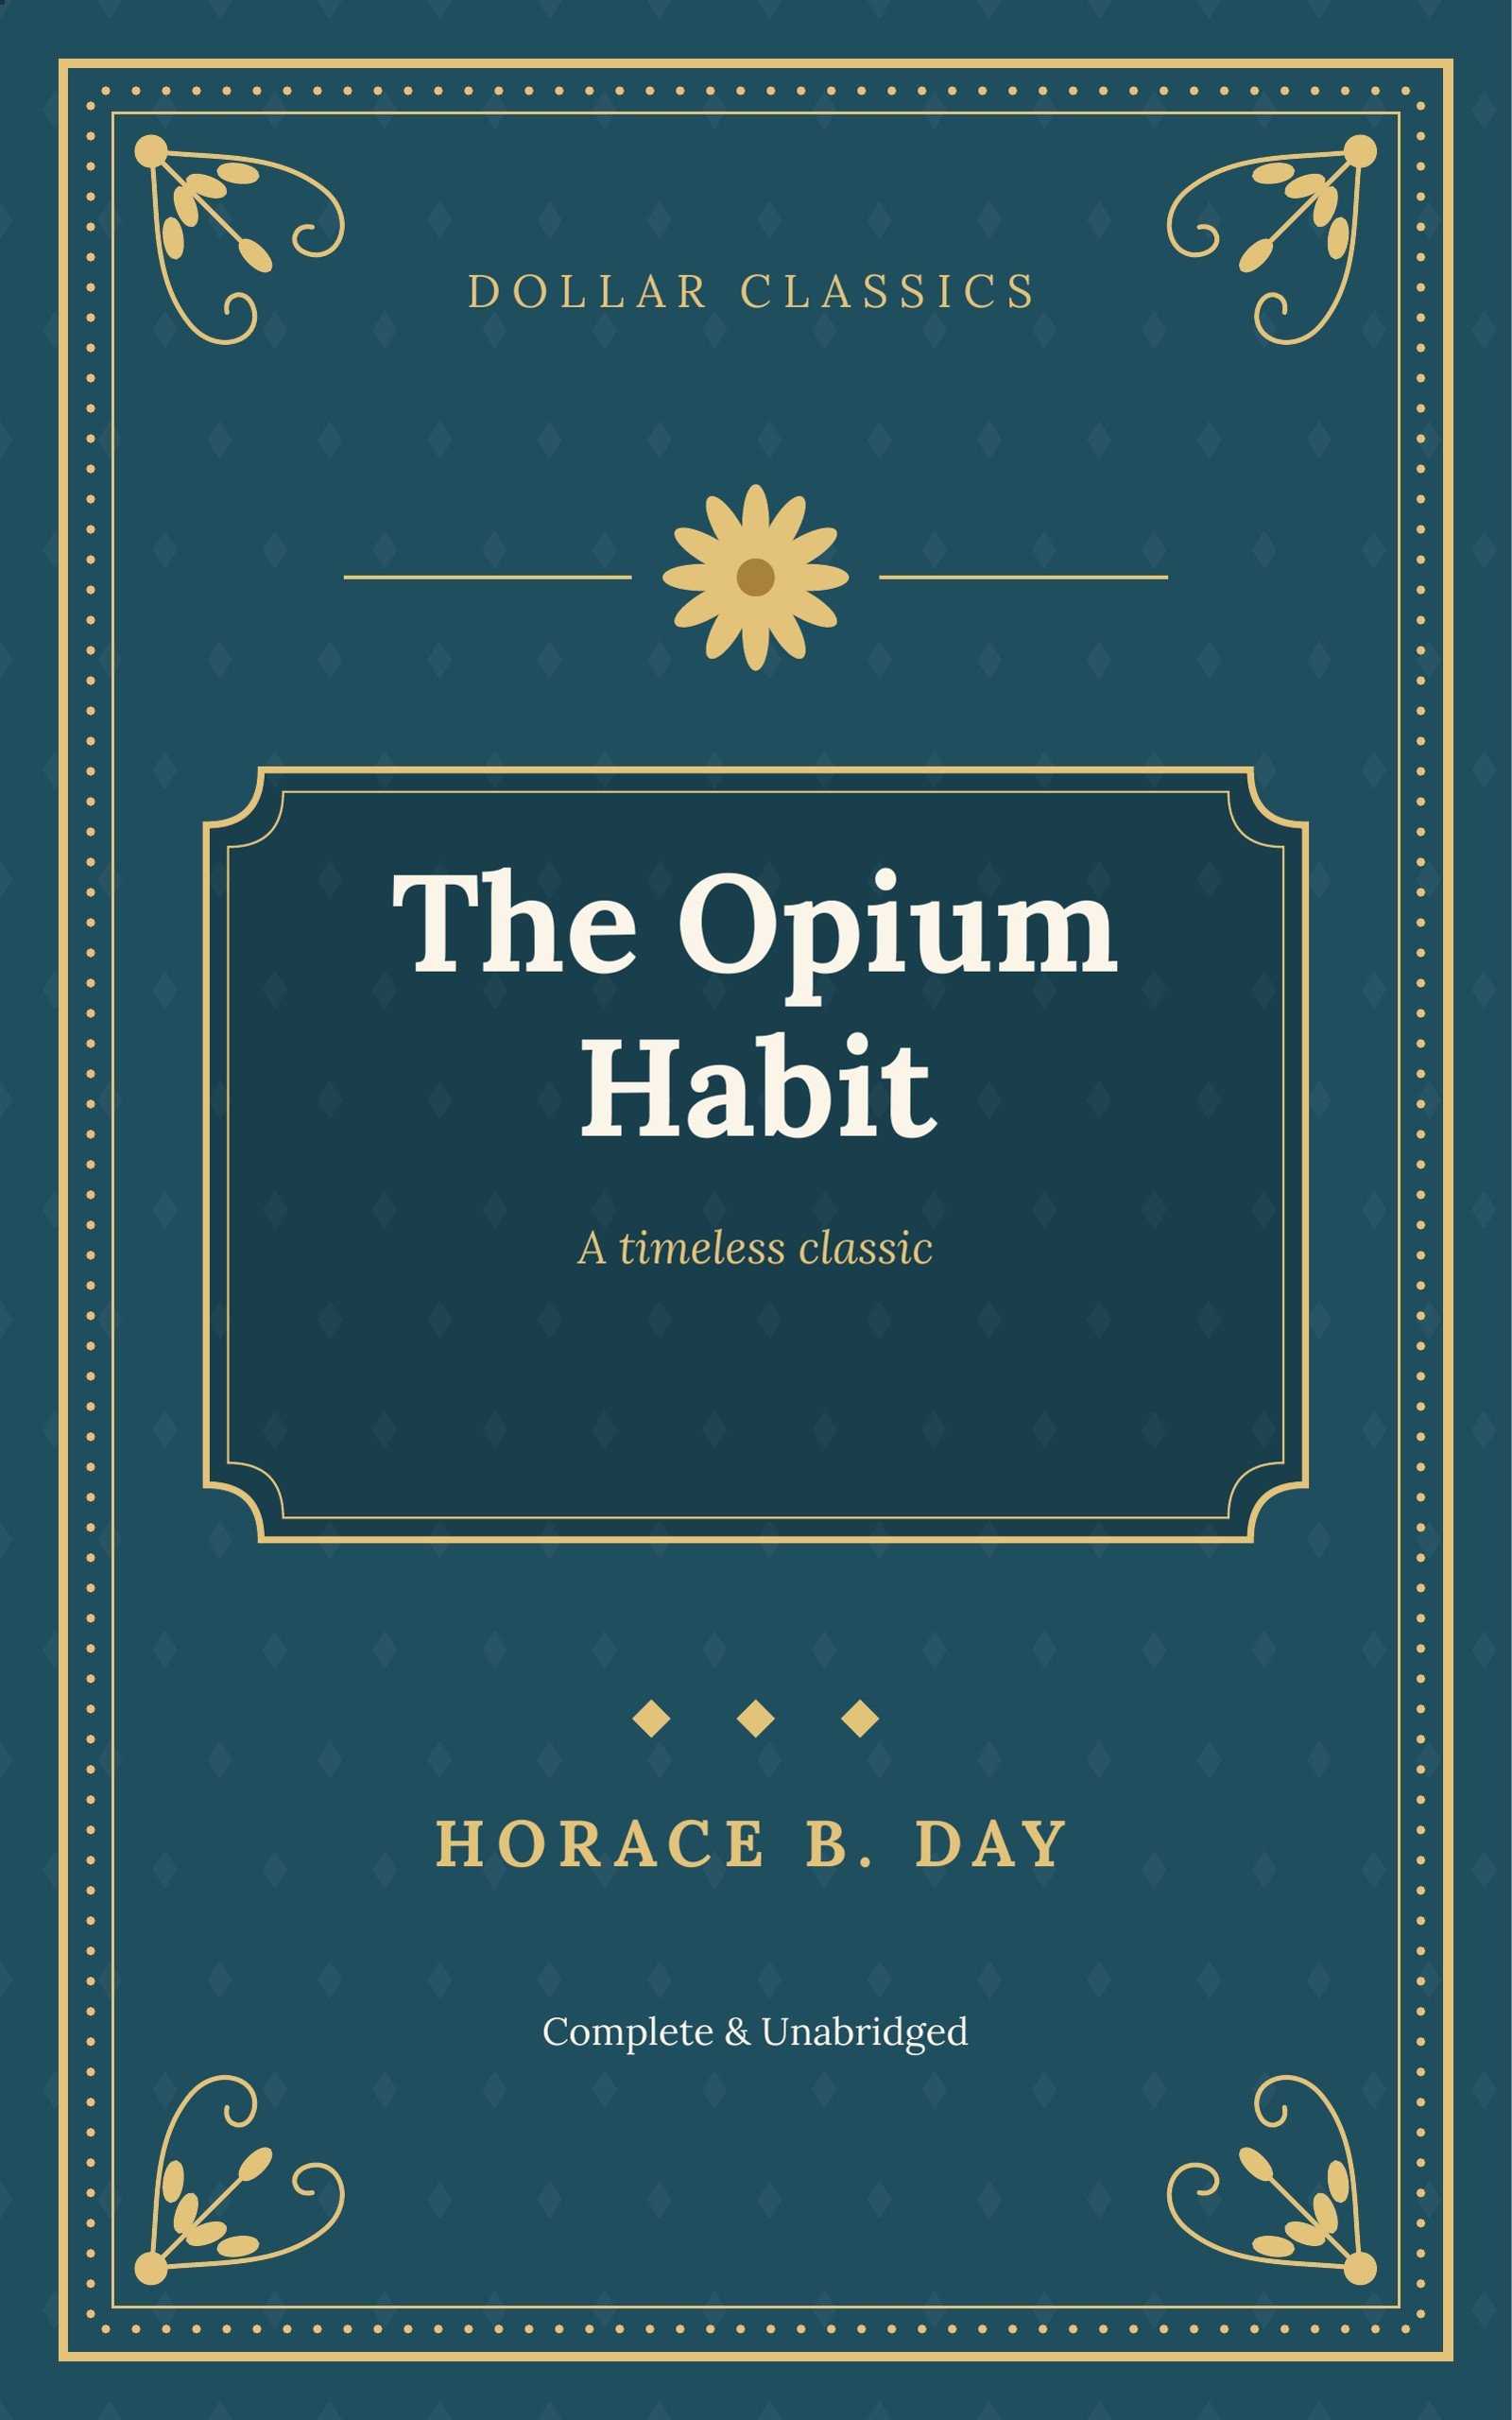 DOLLAR CLASSICS
The Opium
Habit
A timeless classic
HORACE B. DAY
Complete & Unabridged